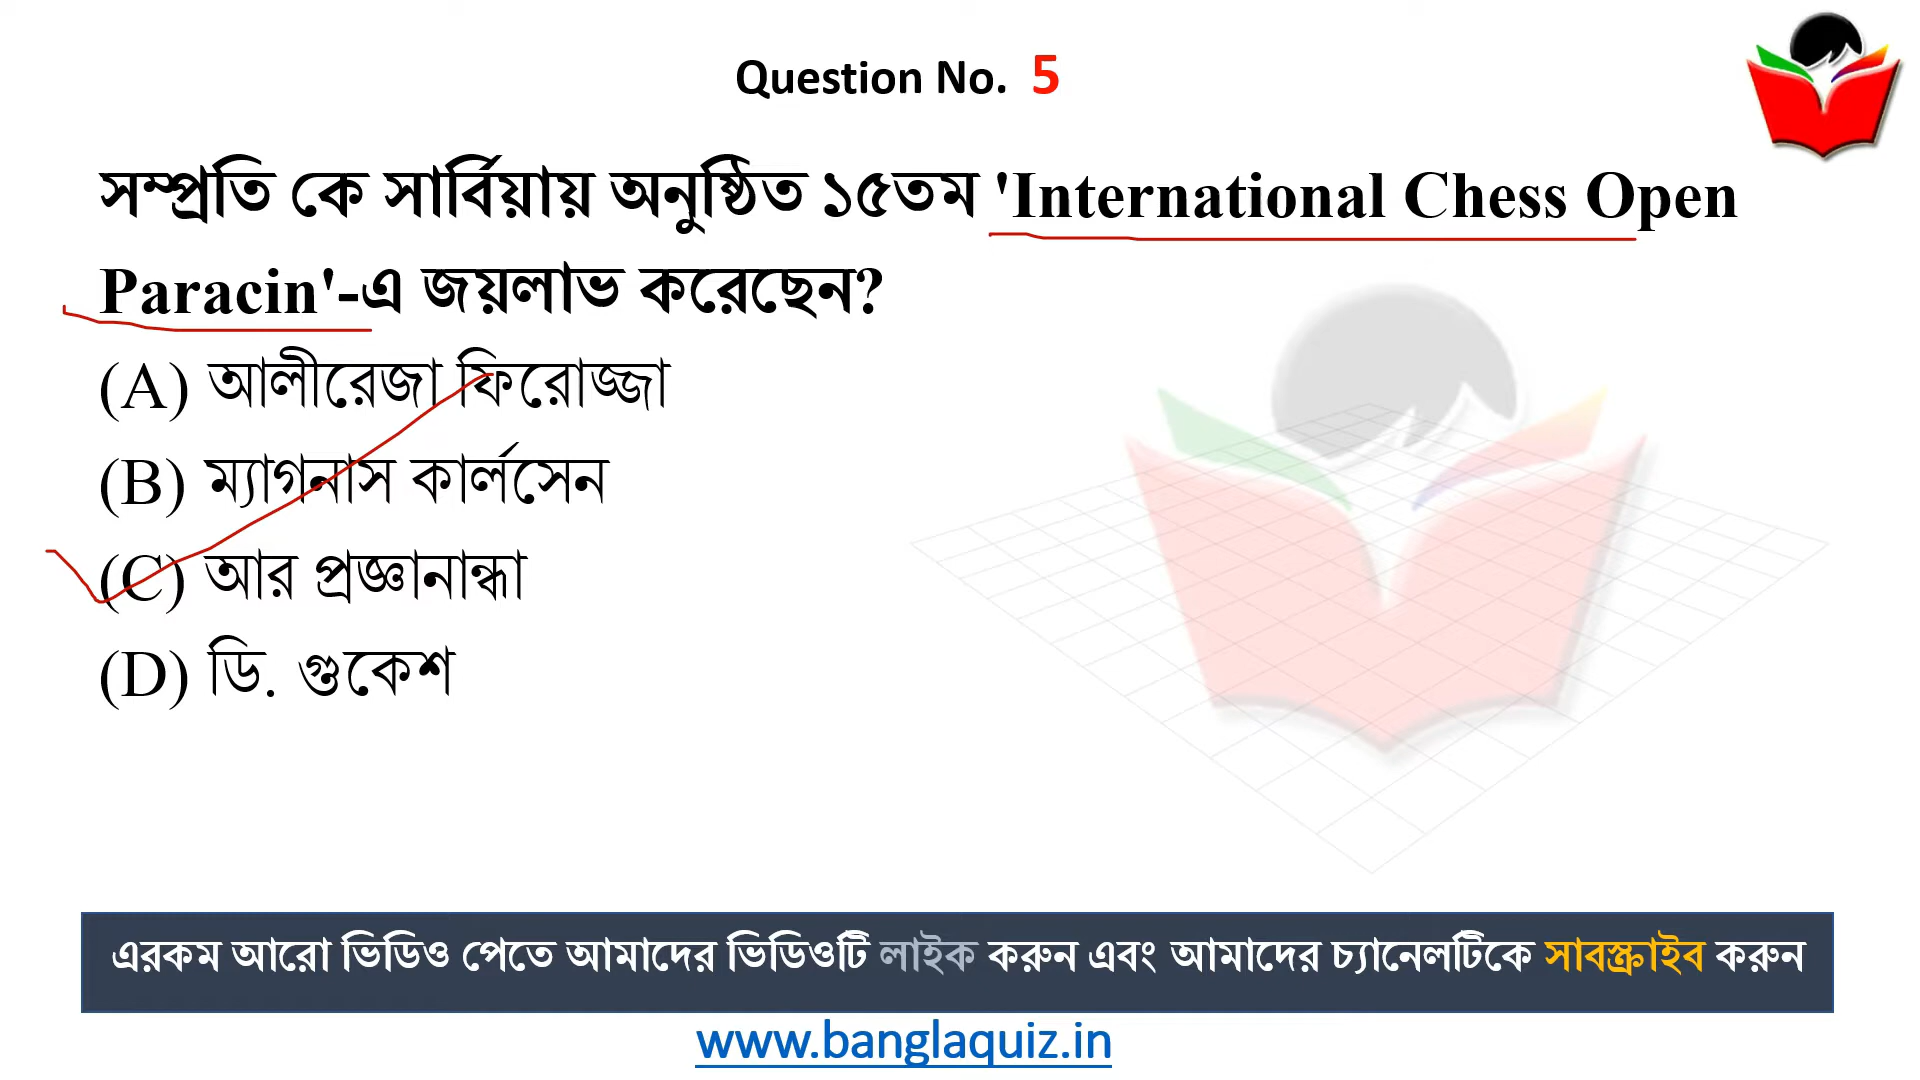 Question No. 5
সম্প্রতি কে সার্বিয়ায় অনুষ্ঠিত ১৫তম 'International Chess Open
Paracin'-এ জয়লাভ করেছেন?
(A) আলীরেজা ফিরোজ্জা
(B) ম্যাগনাস কার্লসেন
(C) আর প্রজ্ঞানান্ধা
(D) ডি. গুকেশ
এরকম আরো ভিডিও পেতে আমাদের ভিডিওটি লাইক করুন এবং আমাদের চ্যানেলটিকে সাবস্ক্রাইব করুন
www.banglaquiz.in